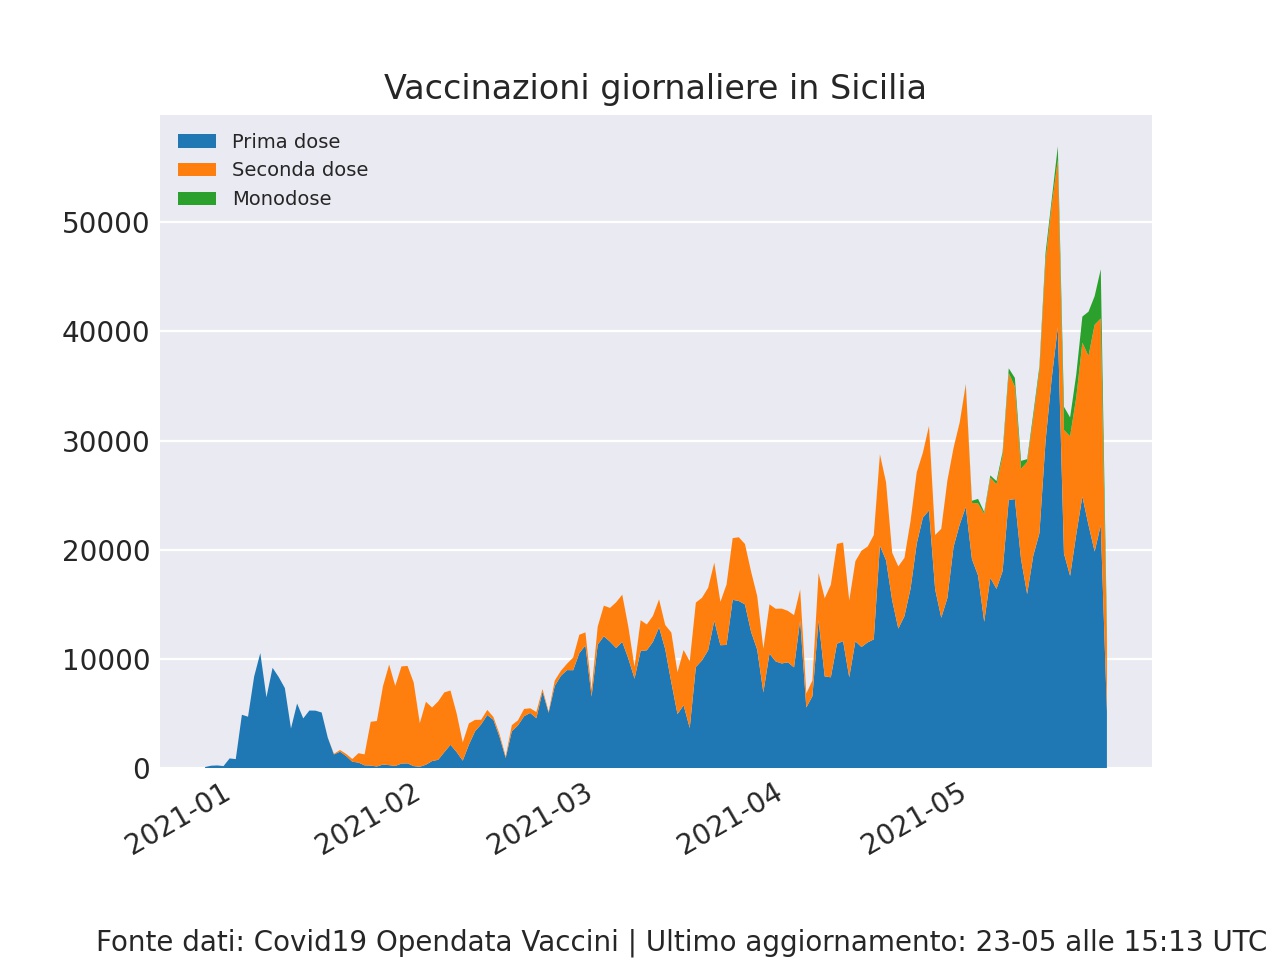 Vaccinazioni giornaliere in Sicilia
Prima dose
Seconda dose
Monodose
50000
40000
30000
20000
10000
0
2021-01
2021-02
2021-03
2021-04
2021-05
Fonte dati: Covid19 Opendata Vaccini | Ultimo aggiornamento: 23-05 alle 15:13 UTC